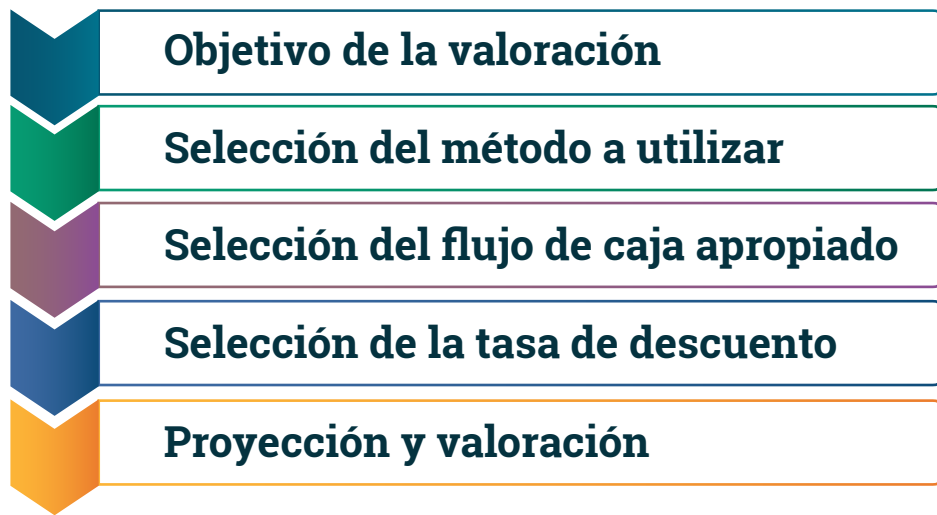 Objetivo de la valoración
Selección del método a utilizar
Selección del flujo de caja apropiado
Selección de la tasa de descuento
Proyección y valoración